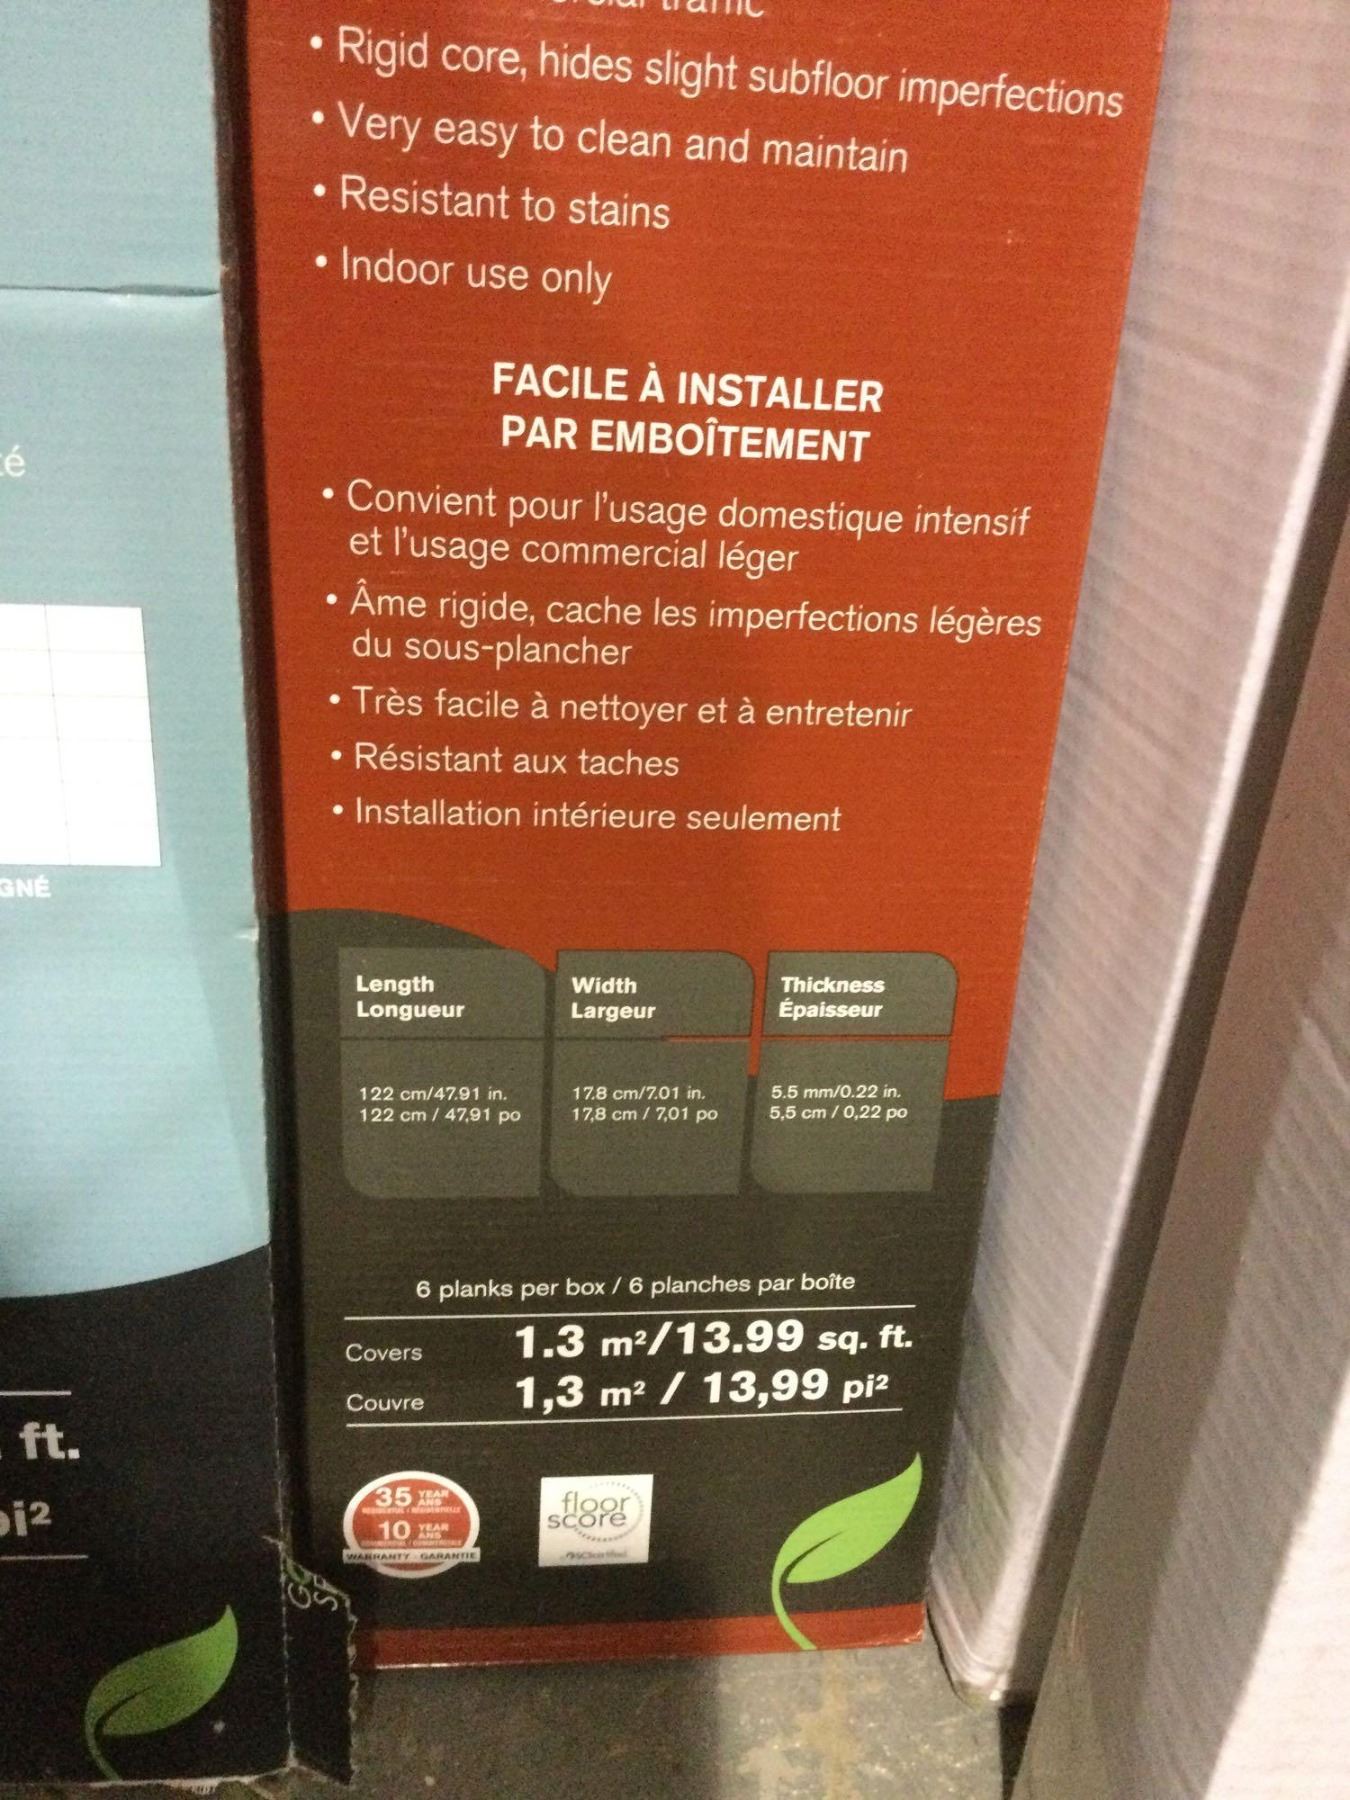 • Rigid core, hides slight subfloor imperfections
• Very easy to clean and maintain
• Resistant to stains
• Indoor use only
FACILE À INSTALLER
PAR EMBOÎTEMENT
• Convient pour l'usage domestique intensif
et l'usage commercial léger
• Âme rigide, cache les imperfections légères
du sous-plancher
• Très facile à nettoyer et à entretenir
• Résistant aux taches
• Installation intérieure seulement
Length
Longueur
122 cm/47.91 in.
122 cm / 47,91 po
Width
Largeur
17.8 cm/7.01 in.
17,8 cm / 7,01 po
Thickness
Épaisseur
5.5 mm/0.22 in.
5,5 cm / 0,22 po
6 planks per box / 6 planches par boîte
Covers 1.3 m²/13.99 sq. ft.
Couvre 1,3 m² / 13,99 pi²
35 YEAR ANS
10 YEAR ANS
WARRANTY - GARANTIE
floor
score
ft.
pi²